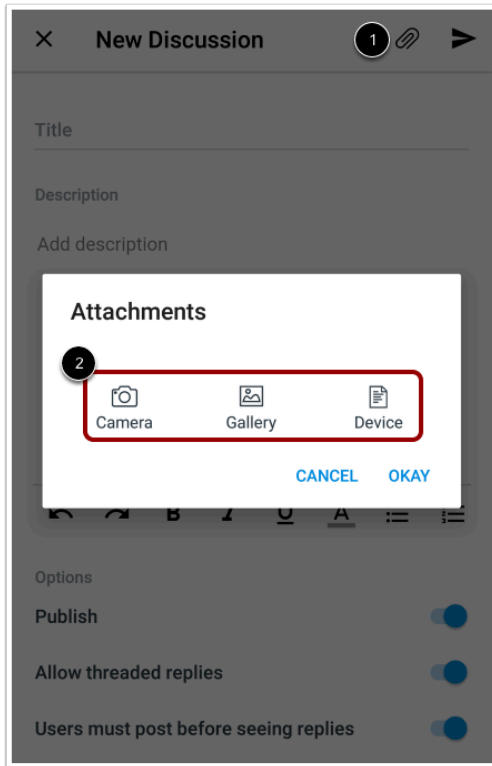 New Discussion
1
Title
Description
Add description
Attachments
2
Camera Gallery Device
CANCEL OKAY
B I U A
Options
Publish
Allow threaded replies
Users must post before seeing replies